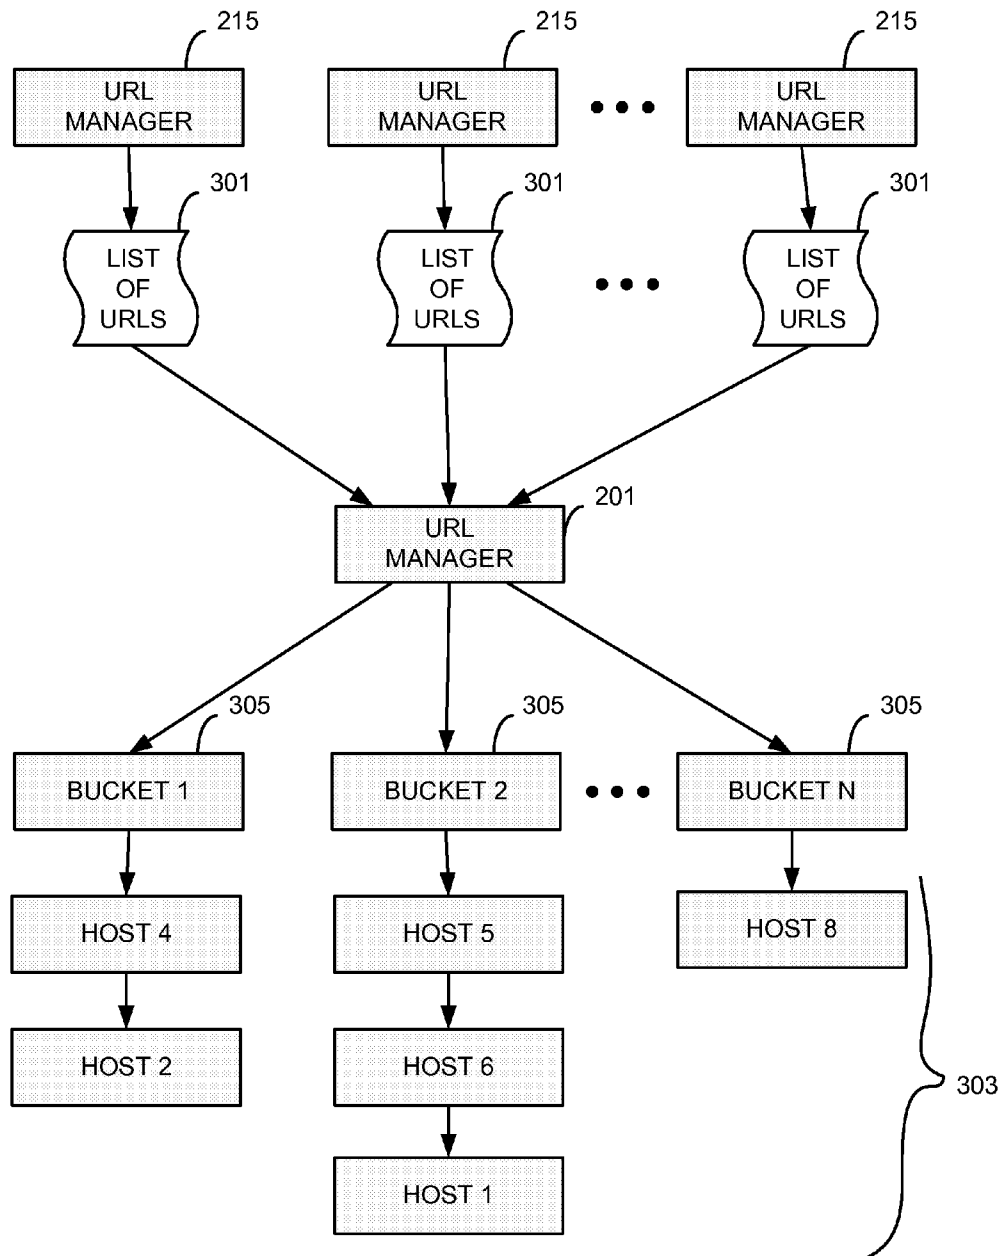 215
215
215
URL
MANAGER
URL
MANAGER
URL
MANAGER
301
301
301
LIST
OF
URLS
LIST
OF
URLS
LIST
OF
URLS
201
URL
MANAGER
305
305
305
BUCKET 1
BUCKET 2
BUCKET N
HOST 4
HOST 5
HOST 8
HOST 2
HOST 6
303
HOST 1